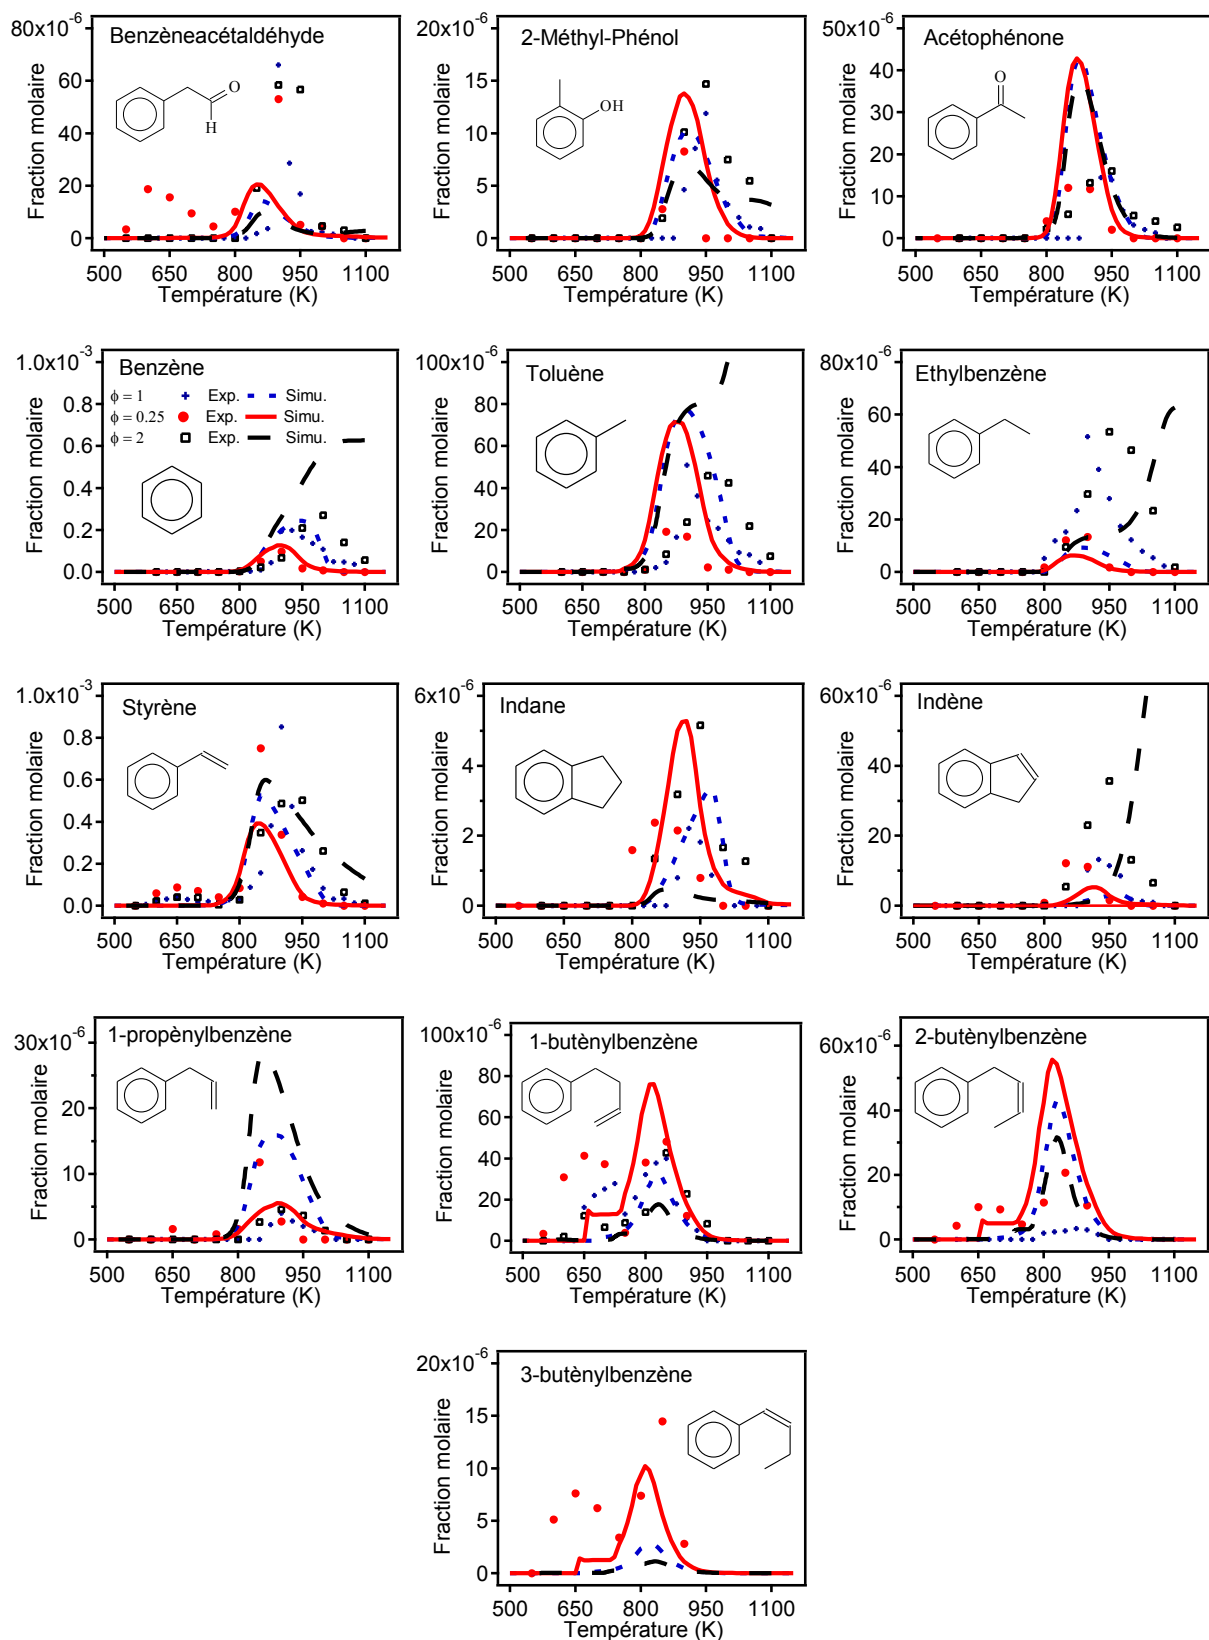 80x10⁻⁶
60
40
20
0
Fraction molaire
Benzèneacétaldéhyde
O
H
500 650 800 950 1100
Température (K)
20x10⁻⁶
15
10
5
0
Fraction molaire
2-Méthyl-Phénol
OH
500 650 800 950 1100
Température (K)
50x10⁻⁶
40
30
20
10
0
Fraction molaire
Acétophénone
O
500 650 800 950 1100
Température (K)
1.0x10⁻³
0.8
0.6
0.4
0.2
0.0
Fraction molaire
Benzène
ϕ = 1 Exp. Simu.
ϕ = 0.25 Exp. Simu.
ϕ = 2 Exp. Simu.
500 650 800 950 1100
Température (K)
100x10⁻⁶
80
60
40
20
0
Fraction molaire
Toluène
500 650 800 950 1100
Température (K)
80x10⁻⁶
60
40
20
0
Fraction molaire
Ethylbenzène
500 650 800 950 1100
Température (K)
1.0x10⁻³
0.8
0.6
0.4
0.2
0.0
Fraction molaire
Styrène
500 650 800 950 1100
Température (K)
6x10⁻⁶
4
2
0
Fraction molaire
Indane
500 650 800 950 1100
Température (K)
60x10⁻⁶
40
20
0
Fraction molaire
Indène
500 650 800 950 1100
Température (K)
30x10⁻⁶
20
10
0
Fraction molaire
1-propènylbenzène
500 650 800 950 1100
Température (K)
100x10⁻⁶
80
60
40
20
0
Fraction molaire
1-butènylbenzène
500 650 800 950 1100
Température (K)
60x10⁻⁶
40
20
0
Fraction molaire
2-butènylbenzène
500 650 800 950 1100
Température (K)
20x10⁻⁶
15
10
5
0
Fraction molaire
3-butènylbenzène
500 650 800 950 1100
Température (K)